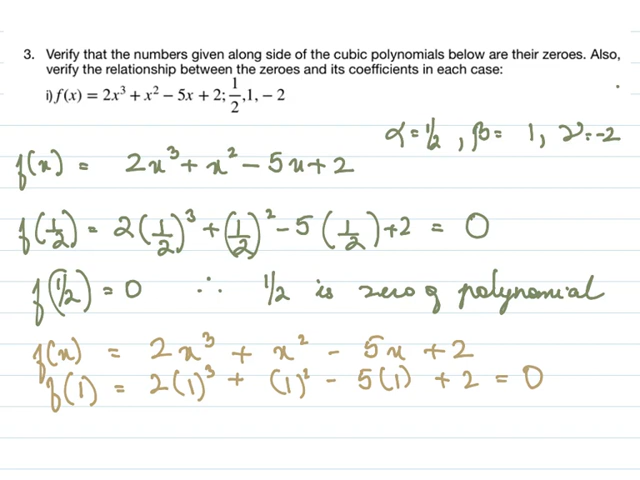 3. Verify that the numbers given along side of the cubic polynomials below are their zeroes. Also,
verify the relationship between the zeroes and its coefficients in each case:
i) f(x) = 2x³ + x² − 5x + 2; 1/2, 1, − 2
α = 1/2 , β = 1, γ = -2
f(x) = 2x³ + x² - 5x + 2
f(1/2) = 2(1/2)³ + (1/2)² - 5(1/2) + 2 = 0
f(1/2) = 0 ∴ 1/2 is zero of polynomial
f(x) = 2x³ + x² - 5x + 2
f(1) = 2(1)³ + (1)² - 5(1) + 2 = 0